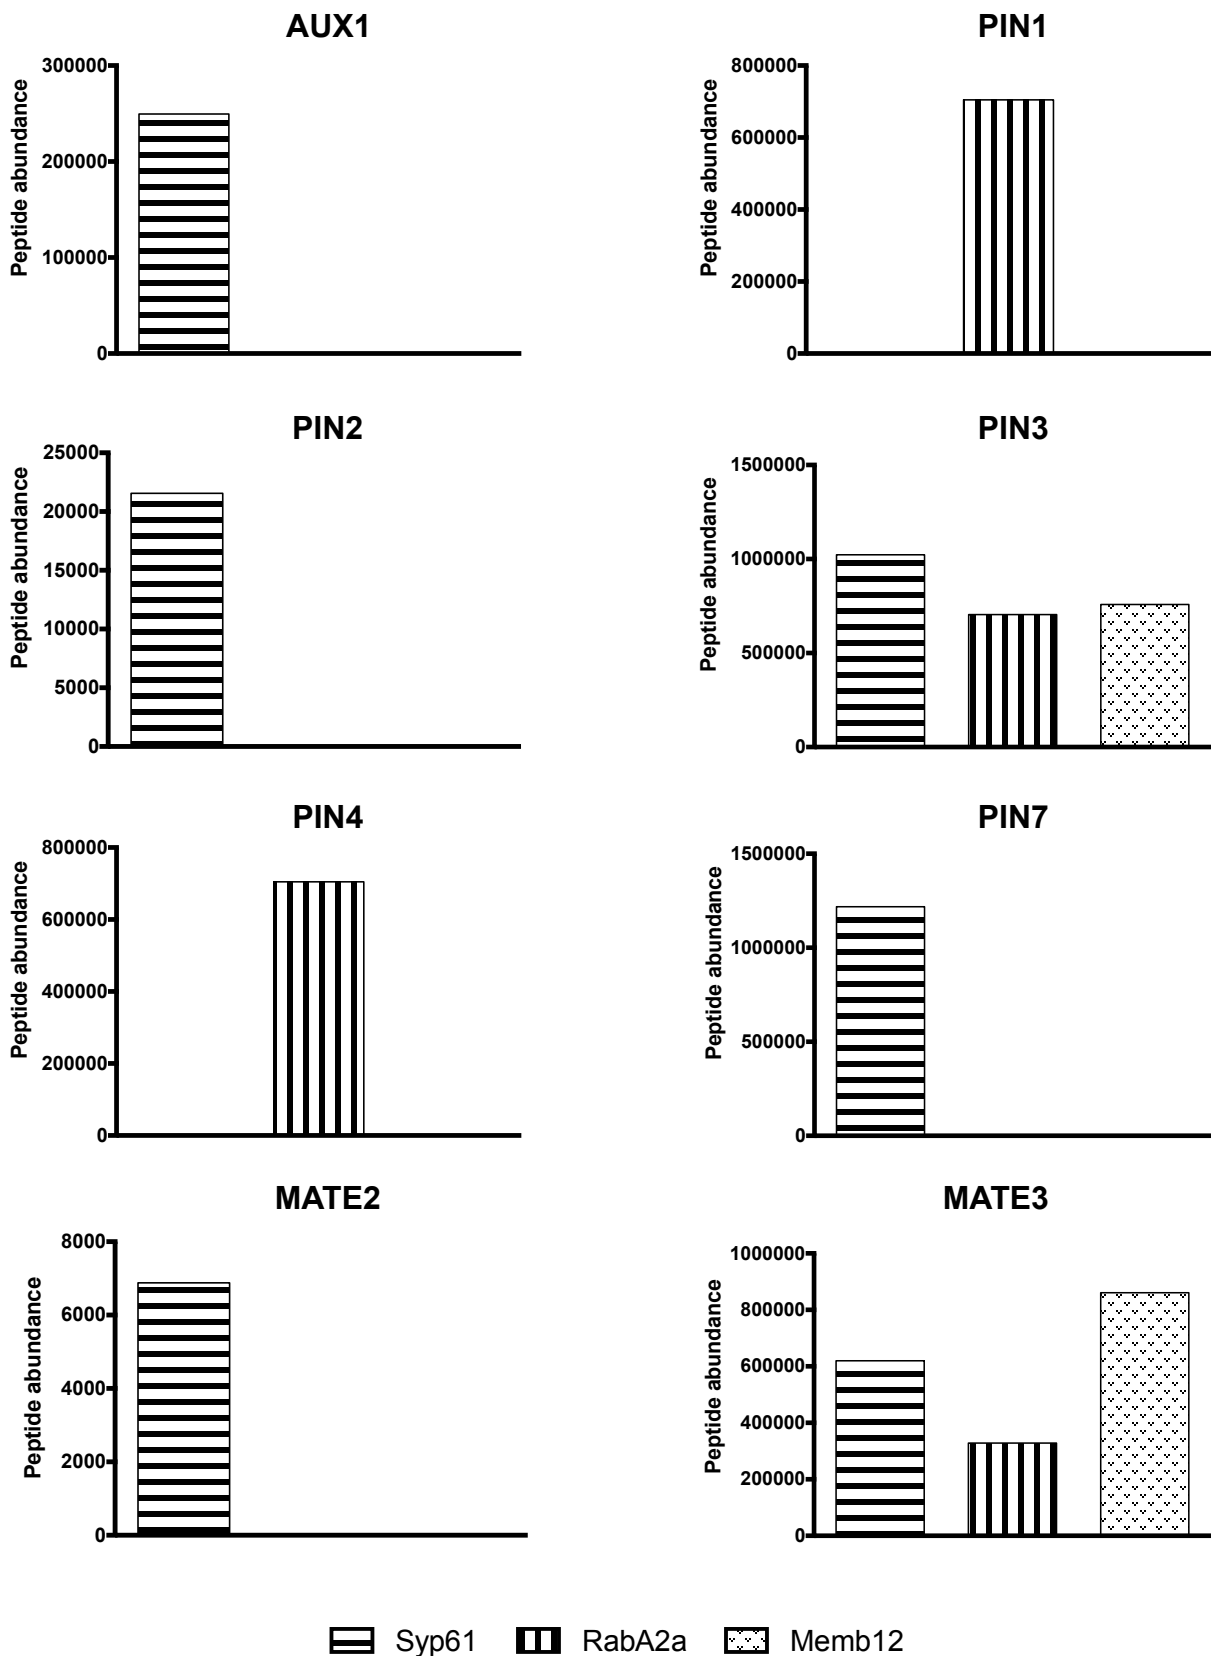 AUX1
Peptide abundance
300000
200000
100000
0
PIN1
Peptide abundance
800000
600000
400000
200000
0
PIN2
Peptide abundance
25000
20000
15000
10000
5000
0
PIN3
Peptide abundance
1500000
1000000
500000
0
PIN4
Peptide abundance
800000
600000
400000
200000
0
PIN7
Peptide abundance
1500000
1000000
500000
0
MATE2
Peptide abundance
8000
6000
4000
2000
0
MATE3
Peptide abundance
1000000
800000
600000
400000
200000
0
Syp61 RabA2a Memb12